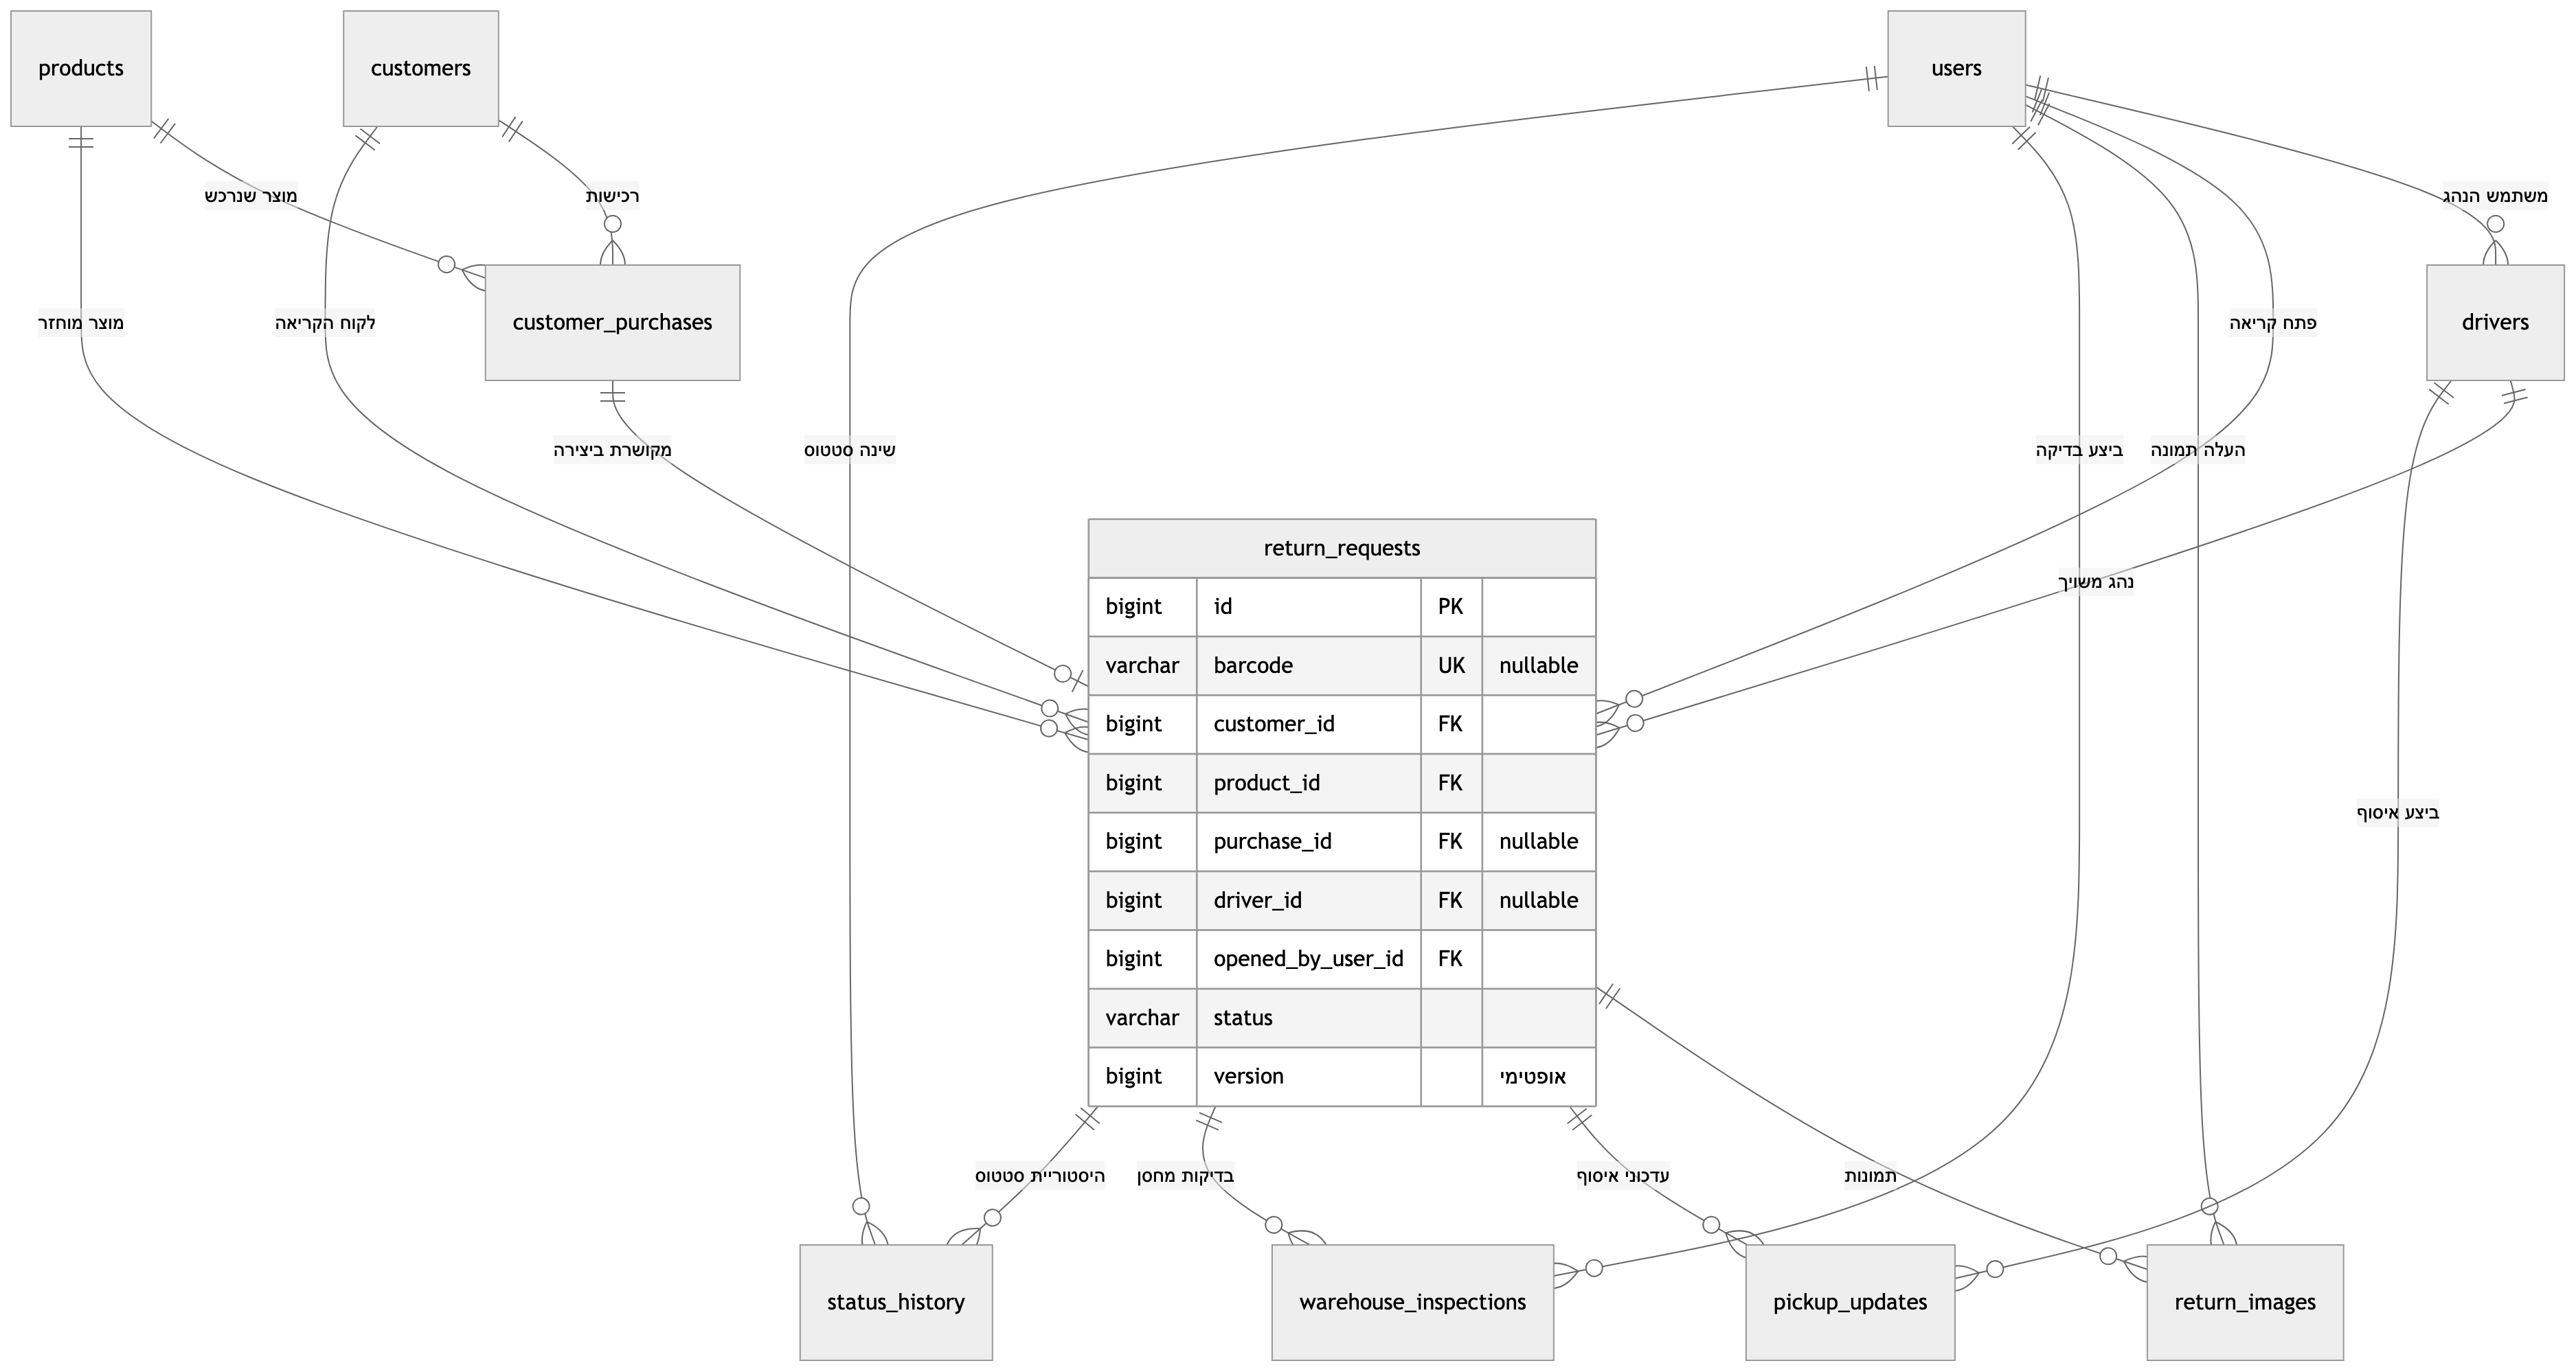 products
customers
users
מוצר שנרכש
רכישות
משתמש הנהג
מוצר מוחזר
לקוח הקריאה
customer_purchases
פתח קריאה
drivers
מקושרת ביצירה
שינה סטטוס
ביצע בדיקה
העלה תמונה
return_requests
נהג משויך
bigint id PK
varchar barcode UK nullable
bigint customer_id FK
bigint product_id FK
bigint purchase_id FK nullable
bigint driver_id FK nullable
bigint opened_by_user_id FK
varchar status
bigint version אופטימי
ביצע איסוף
היסטוריית סטטוס
בדיקות מחסן
עדכוני איסוף
תמונות
status_history
warehouse_inspections
pickup_updates
return_images